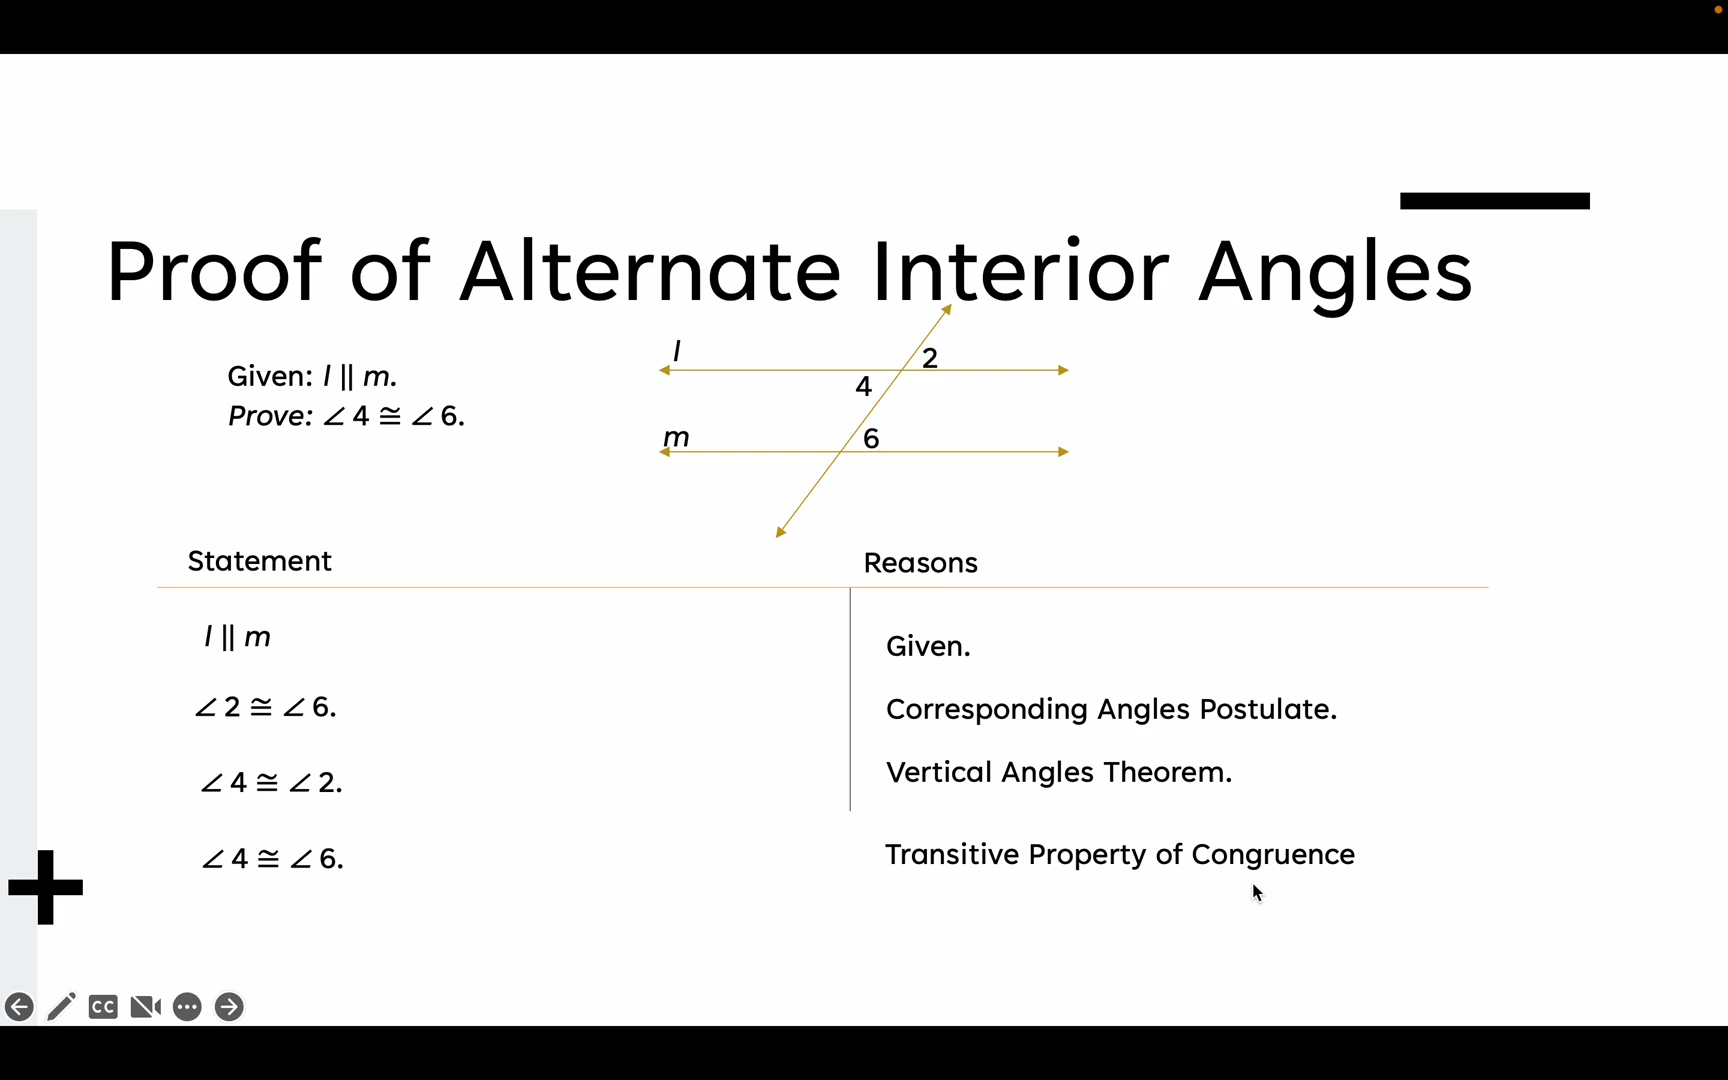 Proof of Alternate Interior Angles
Given: l || m.
Prove: ∠4 ≅ ∠6.
l
2
4
m
6
Statement
Reasons
l || m
Given.
∠2 ≅ ∠6.
Corresponding Angles Postulate.
∠4 ≅ ∠2.
Vertical Angles Theorem.
∠4 ≅ ∠6.
Transitive Property of Congruence
CC